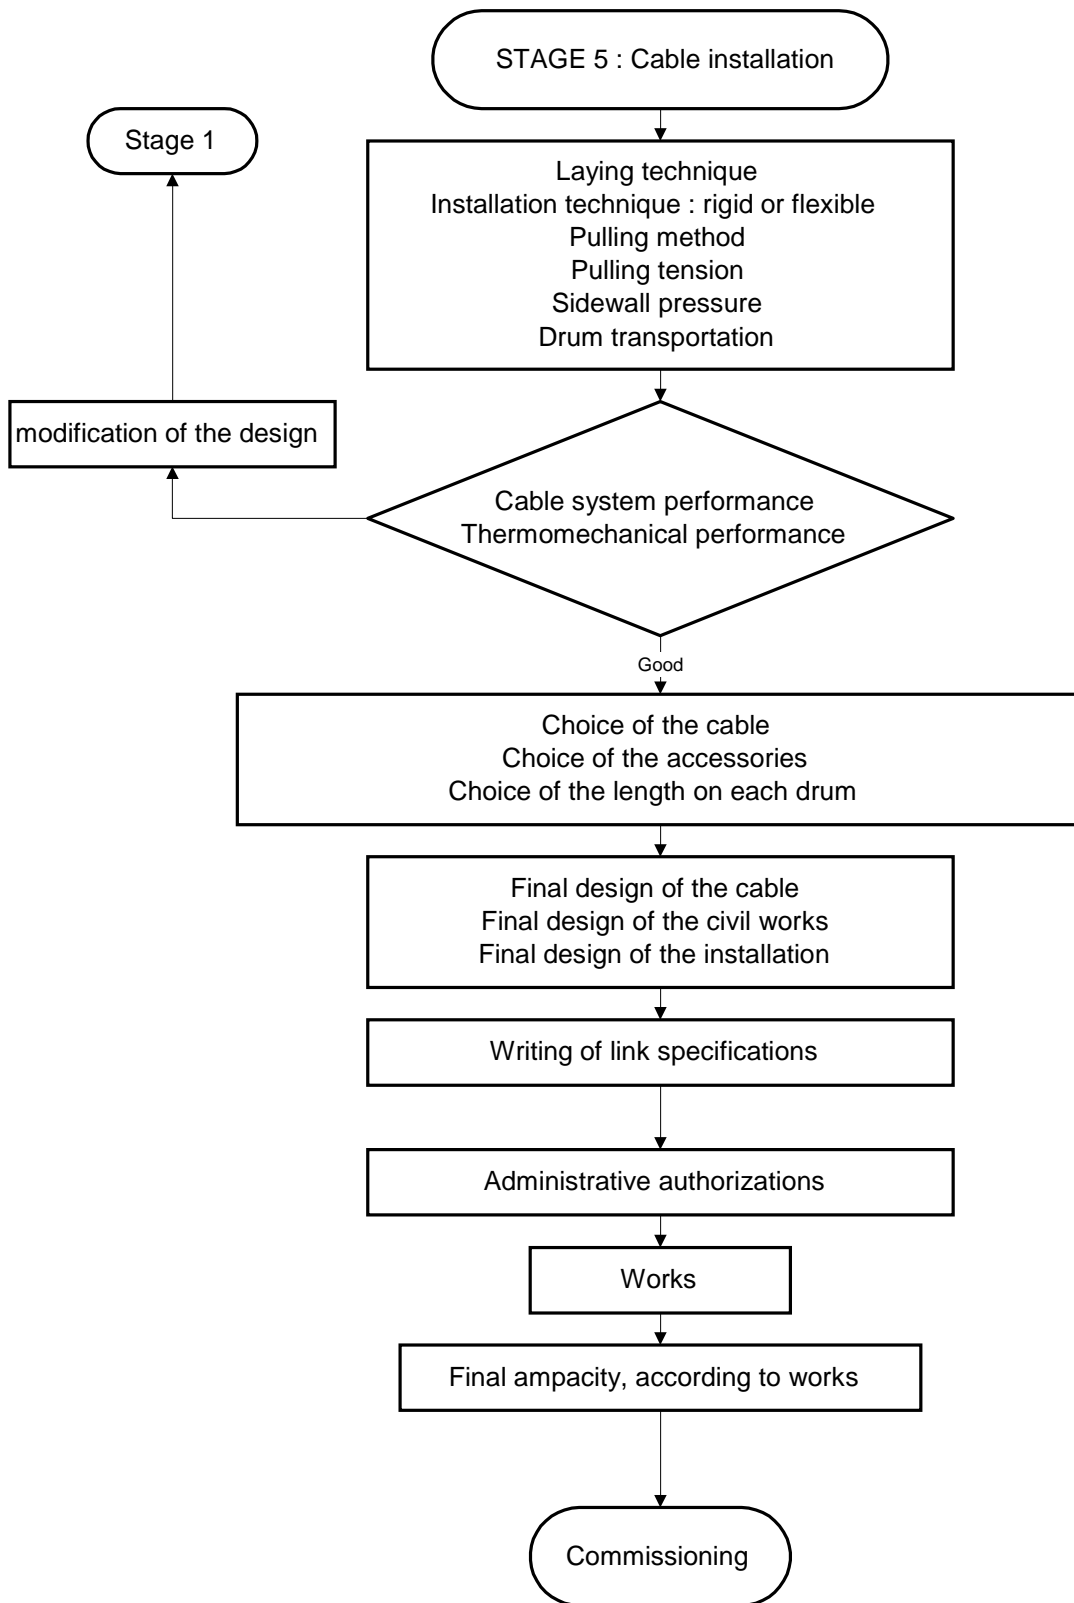 STAGE 5 : Cable installation
Stage 1
Laying technique
Installation technique : rigid or flexible
Pulling method
Pulling tension
Sidewall pressure
Drum transportation
modification of the design
Cable system performance
Thermomechanical performance
Good
Choice of the cable
Choice of the accessories
Choice of the length on each drum
Final design of the cable
Final design of the civil works
Final design of the installation
Writing of link specifications
Administrative authorizations
Works
Final ampacity, according to works
Commissioning